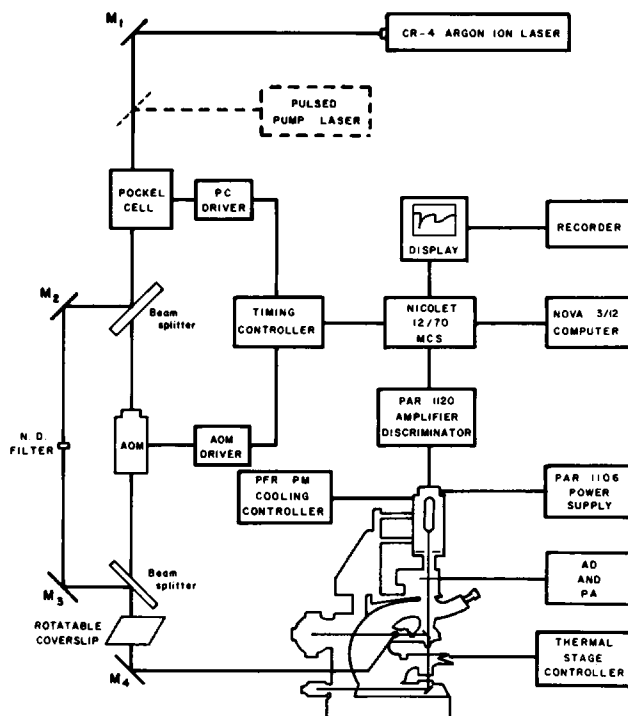 M1
CR-4 ARGON ION LASER
PULSED
PUMP LASER
POCKEL
CELL
PC
DRIVER
DISPLAY
RECORDER
M2
Beam
splitter
TIMING
CONTROLLER
NICOLET
12/70
MCS
NOVA 3/12
COMPUTER
N. D.
FILTER
AOM
AOM
DRIVER
PAR 1120
AMPLIFIER
DISCRIMINATOR
PFR PM
COOLING
CONTROLLER
PAR 1106
POWER
SUPPLY
M3
Beam
splitter
AD
AND
PA
ROTATABLE
COVERSLIP
M4
THERMAL
STAGE
CONTROLLER